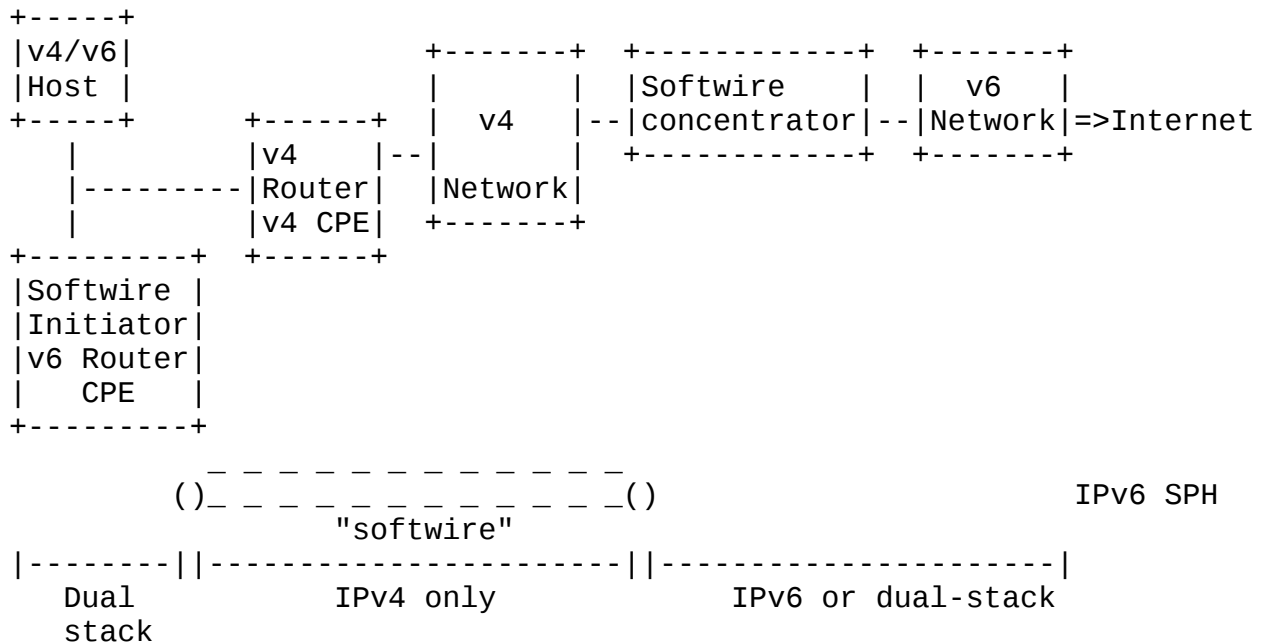 +-----+
|v4/v6|                +-------+  +------------+  +-------+
|Host |                |       |  |Softwire    |  |  v6   |
+-----+      +------+  |  v4   |--|concentrator|--|Network|=>Internet
   |         |v4    |--|       |  +------------+  +-------+
   |---------|Router|  |Network|
   |         |v4 CPE|  +-------+
+---------+  +------+
|Softwire |
|Initiator|
|v6 Router|
|   CPE   |
+---------+
           _ _ _ _ _ _ _ _ _ _ _ _
         ()_ _ _ _ _ _ _ _ _ _ _ _()                         IPv6 SPH
                  "softwire"
|--------||-----------------------||----------------------|
   Dual           IPv4 only             IPv6 or dual-stack
   stack